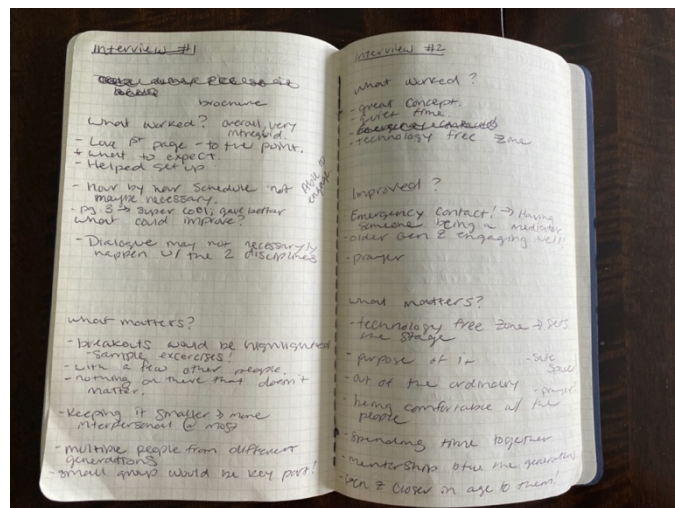 Interview #1
brochure
what worked? overall, very intrigued.
- Love 1st page - to the point.
+ what to expect.
- Helped set up
- hour by hour schedule not
maybe necessary.
- pg. 3 → super cool, gave
what could improve?
- Dialogue may not necessarily
happen w/ the 2 disciplines
engage
what matters?
- breakouts would be highlighted
- sample excercises!
- with a few other people.
- nothing on there that doesn't
matter.
- Keeping it smaller → more
interpersonal @ most
- multiple people from different
generations
- small group would be key part!
Interview #2
what worked?
- great concept.
- quiet time
- technology free zone
Improved?
Emergency contact! → Having
someone being a mediator
- older Gen Z engaging well!
- prayer
what matters?
- technology free zone → sets
the stage
- purpose of it
- out of the ordinary
- prayer
- being comfortable w/ the
people
- spending time together
- mentorship btw the generations
- Gen Z closer in age to them!